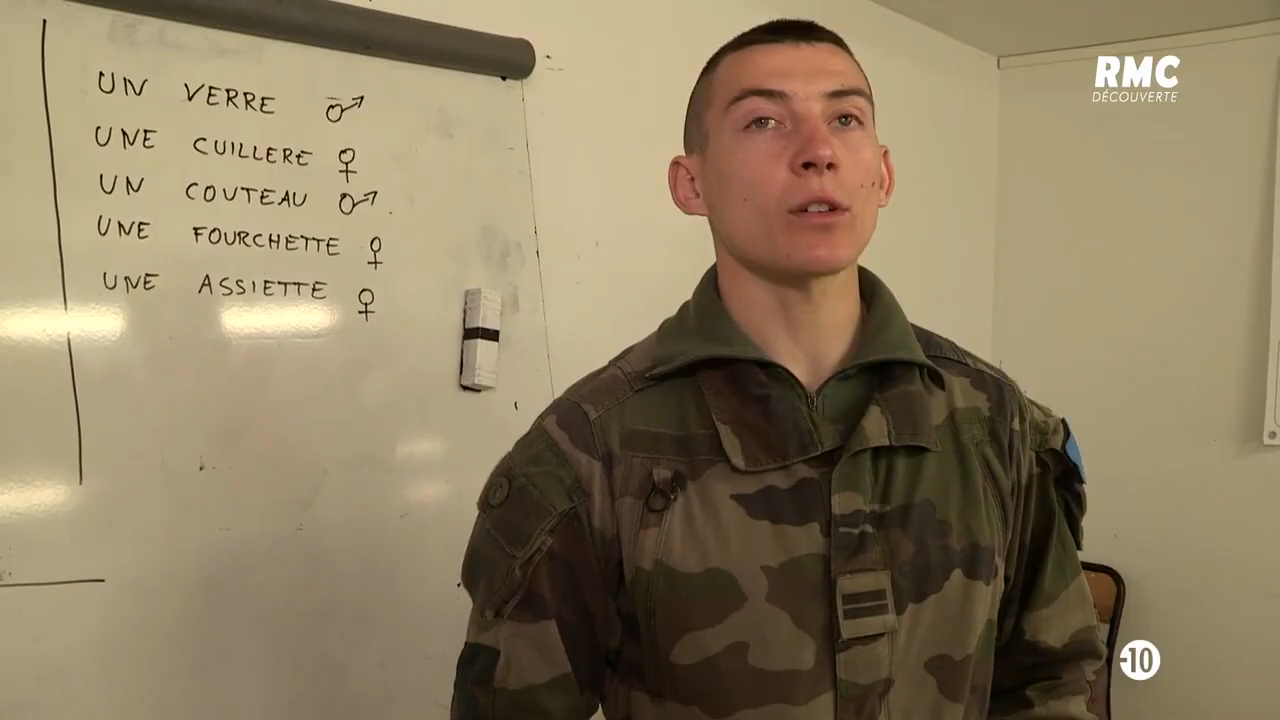 UN VERRE ♂
UNE CUILLERE ♀
UN COUTEAU ♂
UNE FOURCHETTE ♀
UNE ASSIETTE ♀
RMC
DÉCOUVERTE
-10